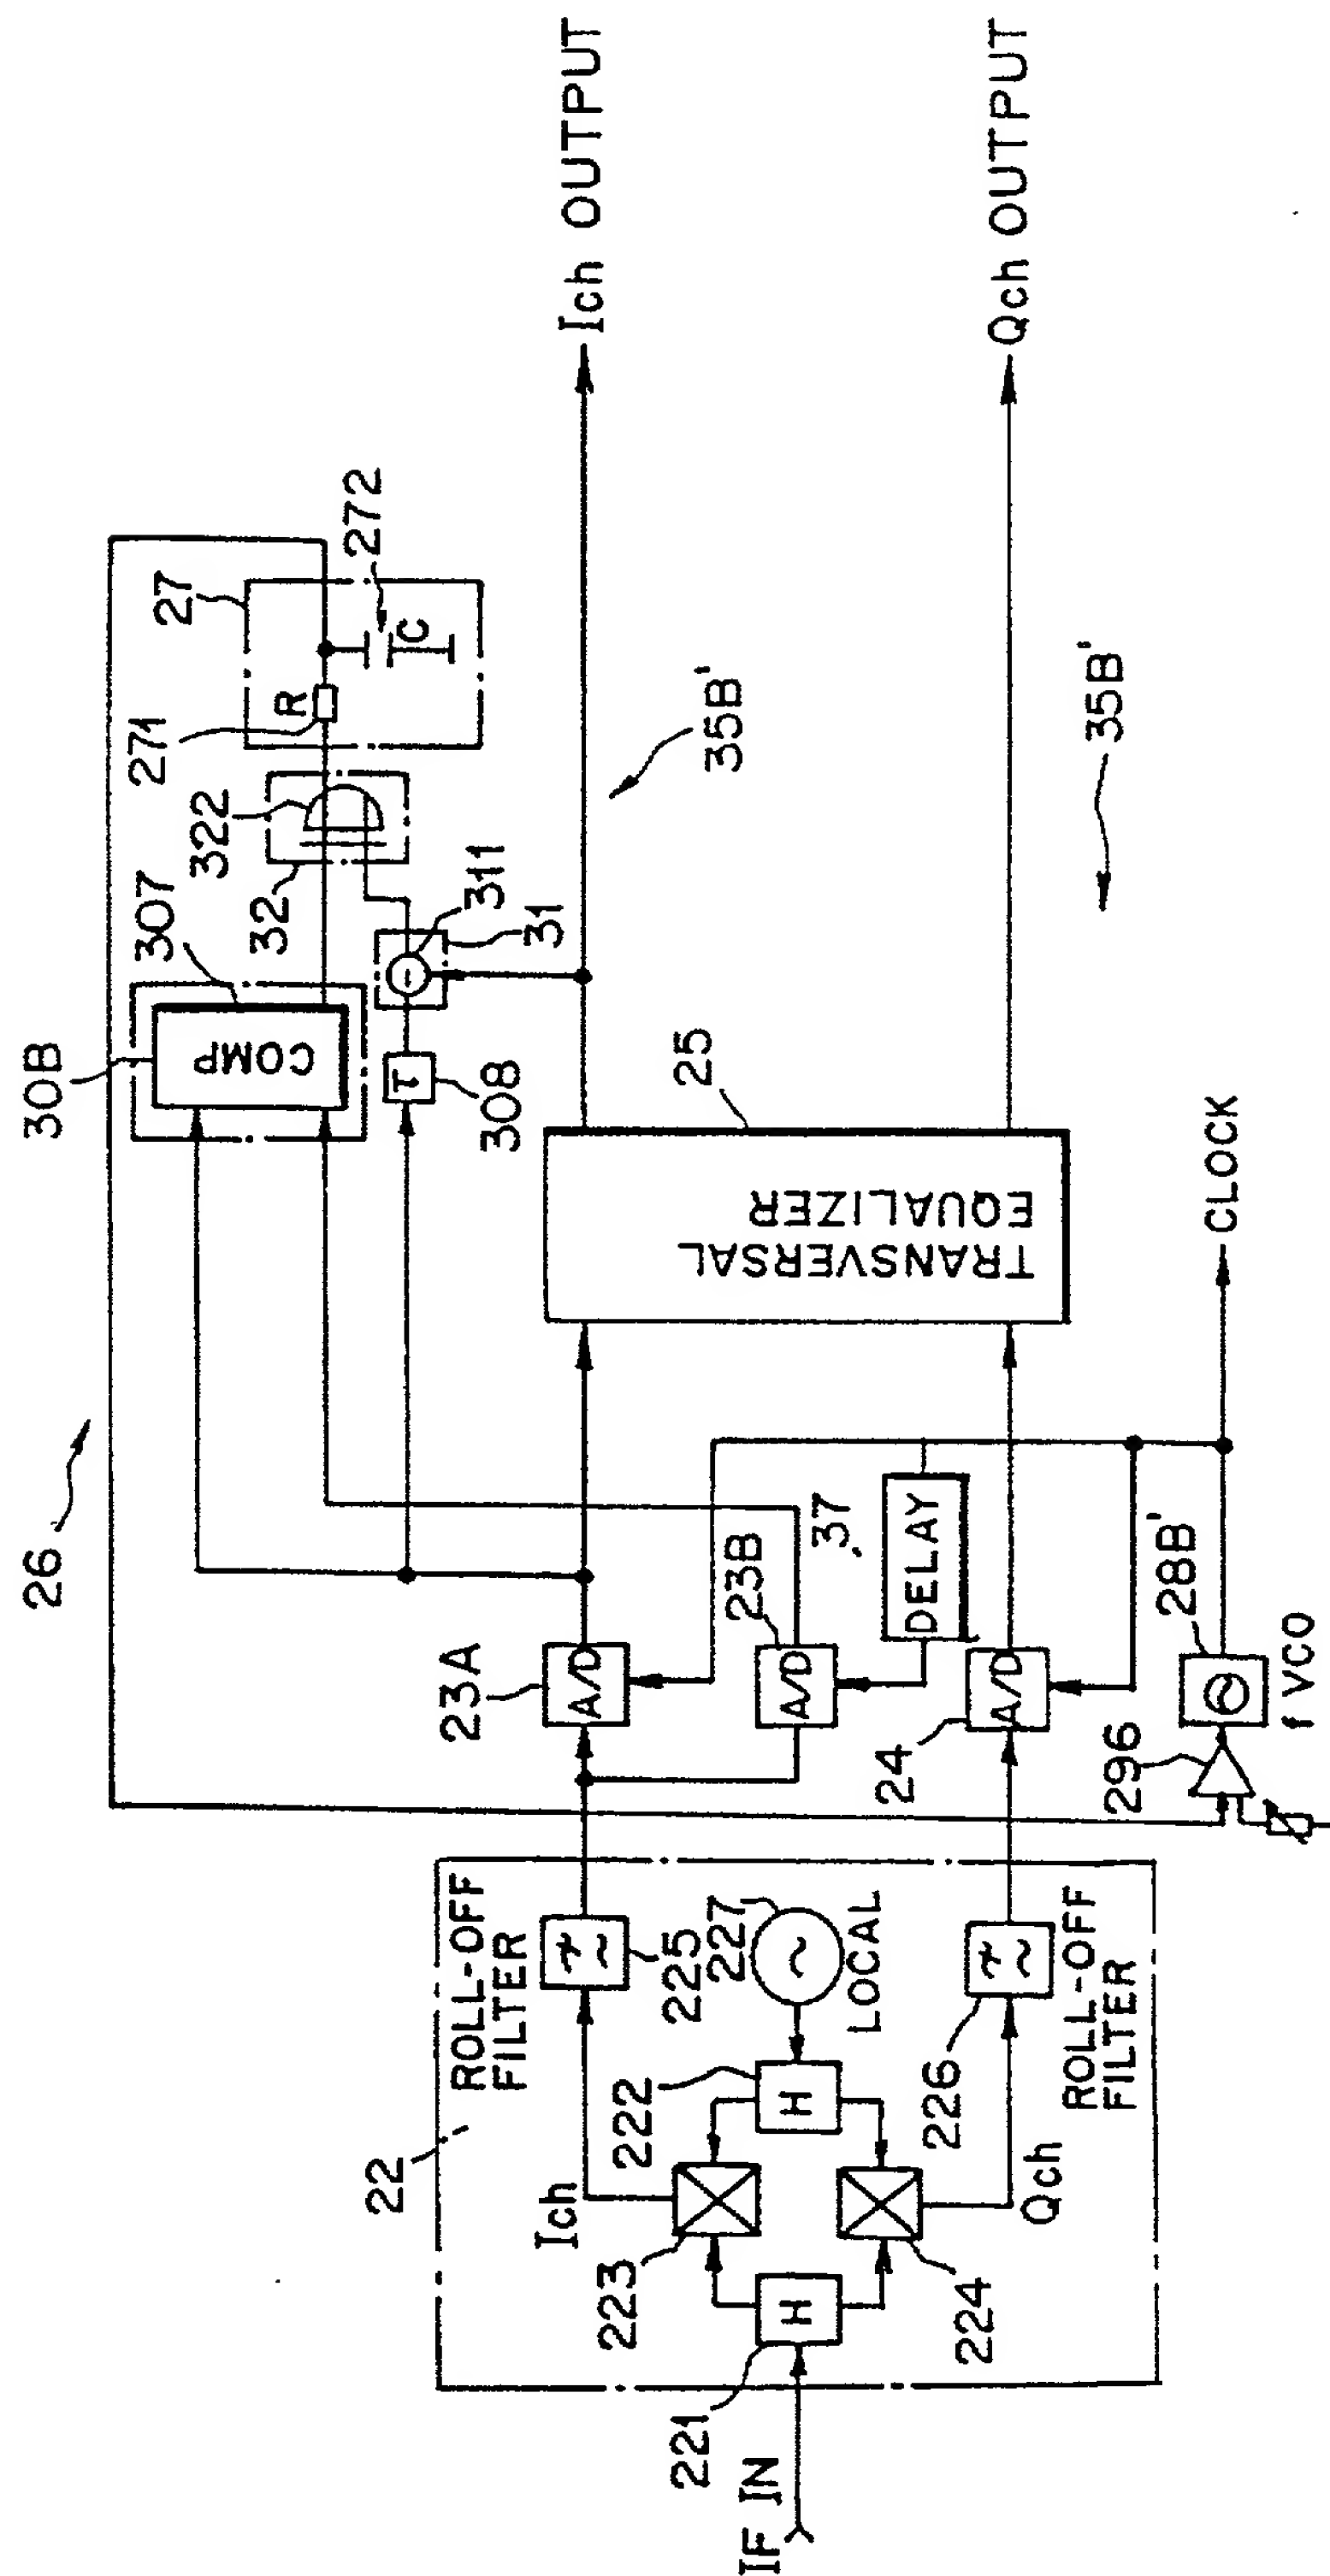 26
30B
307
COMP
32
322
271
R
27
272
C
308
τ
311
-
31
Ich OUTPUT
35B'
22
ROLL-OFF
FILTER
225
Ich
223
222
H
227
~
LOCAL
IF IN
221
H
224
Qch
226
ROLL-OFF
FILTER
23A
A/D
23B
A/D
37
DELAY
24
A/D
25
TRANSVERSAL
EQUALIZER
Qch OUTPUT
35B'
296
28B'
f VCO
CLOCK